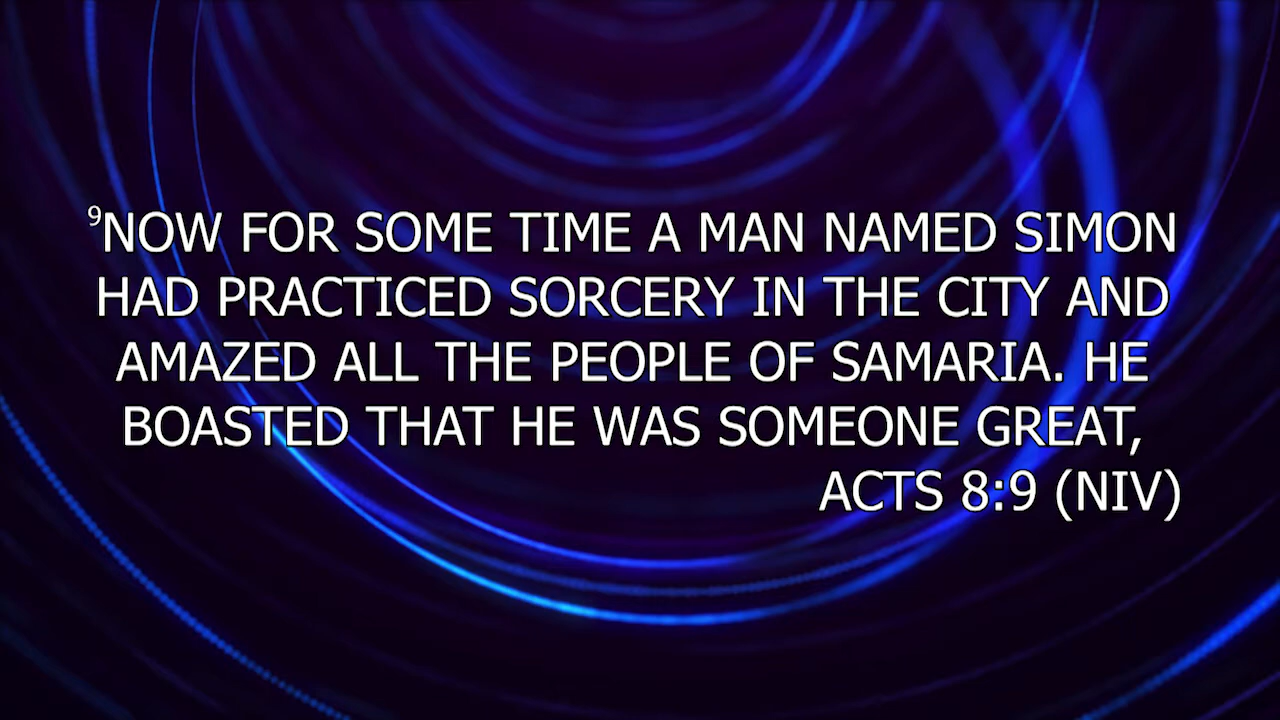 ⁹NOW FOR SOME TIME A MAN NAMED SIMON
HAD PRACTICED SORCERY IN THE CITY AND
AMAZED ALL THE PEOPLE OF SAMARIA. HE
BOASTED THAT HE WAS SOMEONE GREAT,
ACTS 8:9 (NIV)